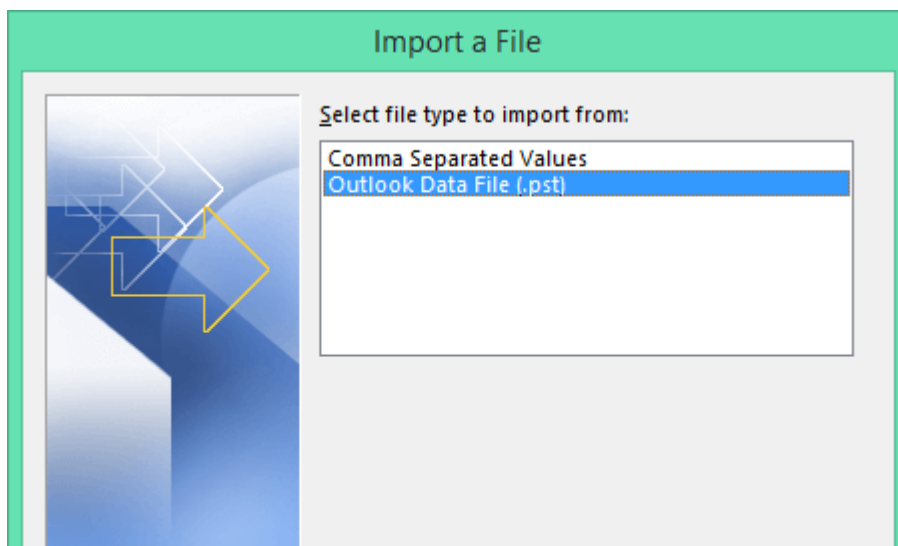 Import a File
Select file type to import from:
Comma Separated Values
Outlook Data File (.pst)